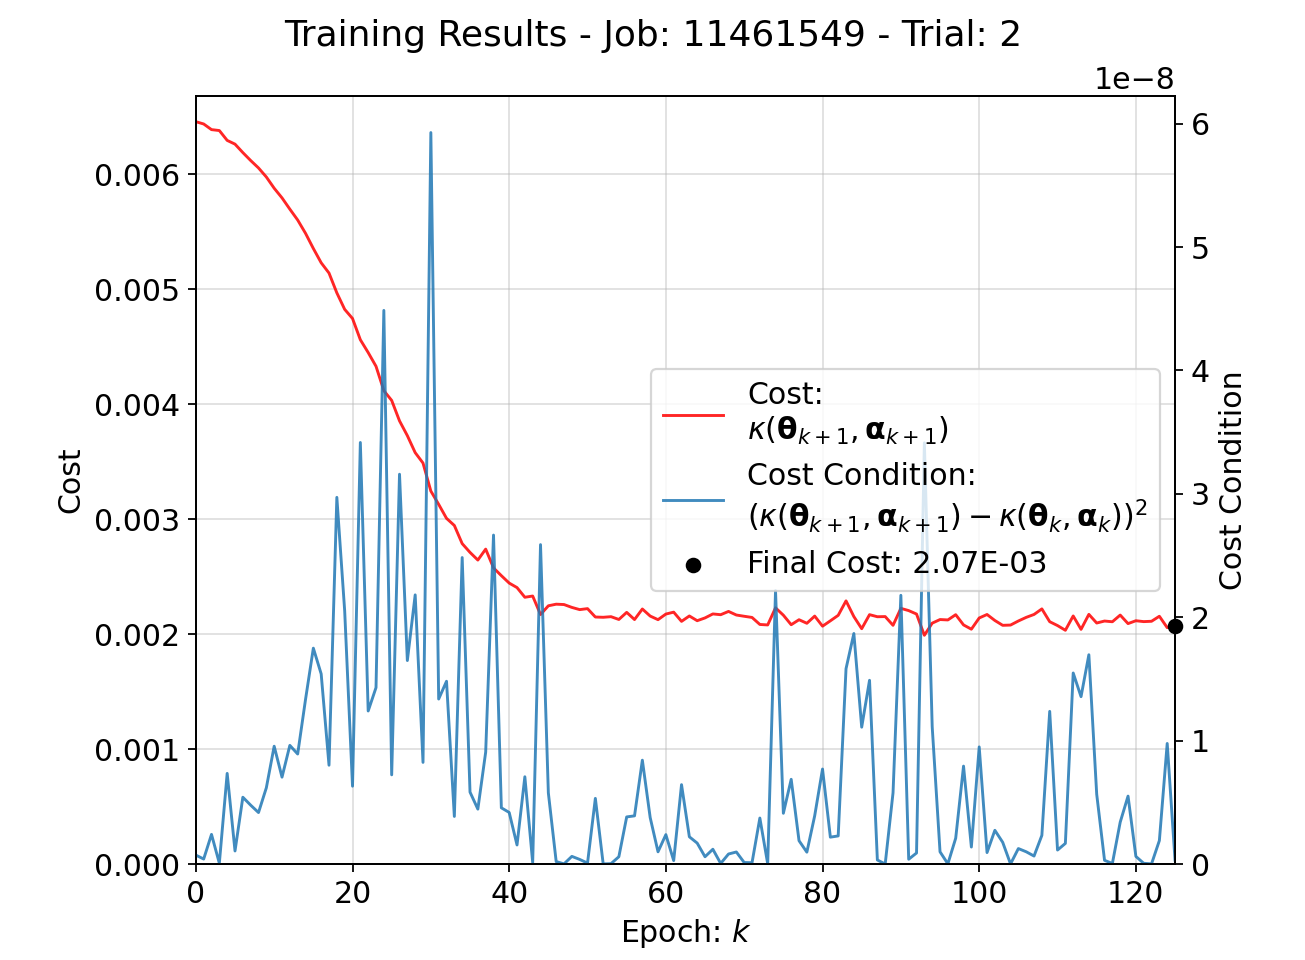 Training Results - Job: 11461549 - Trial: 2
1e−8
0.006
0.005
0.004
0.003
0.002
0.001
0.000
Cost
6
5
4
3
2
1
0
Cost Condition
Cost:
κ(θ_{k+1}, α_{k+1})
Cost Condition:
(κ(θ_{k+1}, α_{k+1}) − κ(θ_k, α_k))²
Final Cost: 2.07E-03
0 20 40 60 80 100 120
Epoch: k